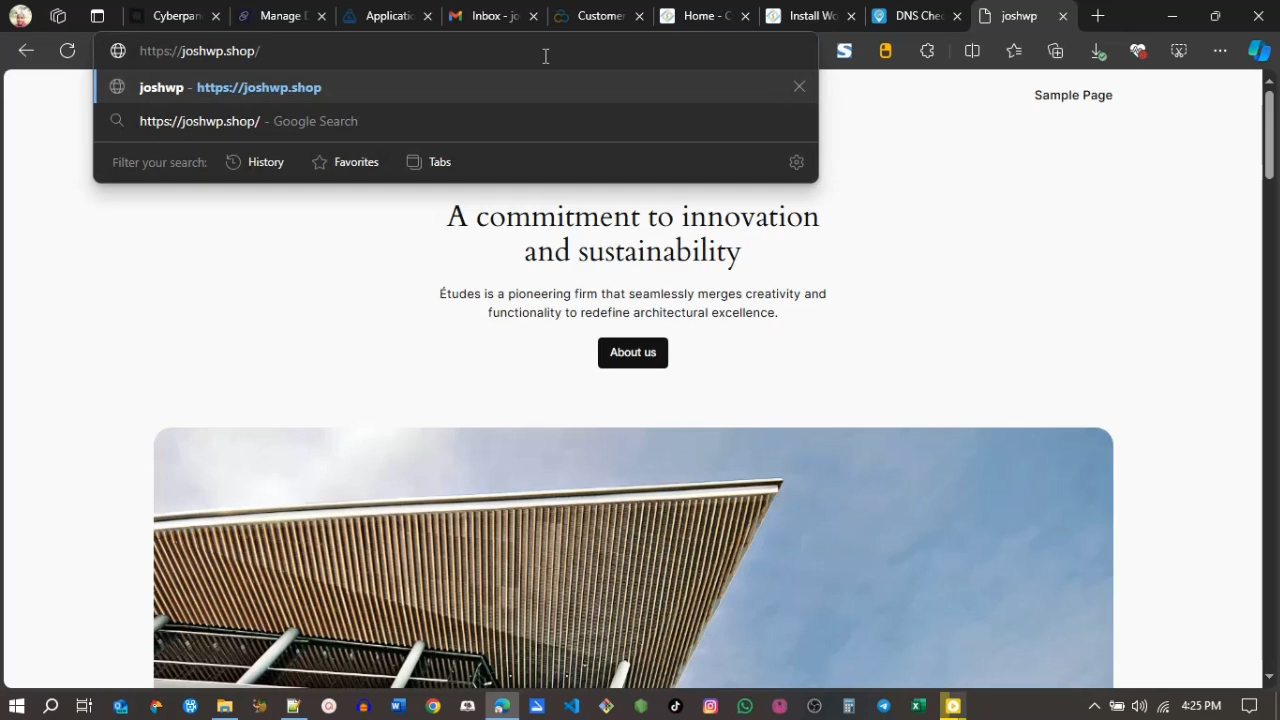 Cyberpan
Manage D
Applicatio
Inbox - jo
Customer
Home - C
Install Wo
DNS Chec
joshwp
https://joshwp.shop/
joshwp - https://joshwp.shop
https://joshwp.shop/ - Google Search
Filter your search:
History
Favorites
Tabs
Sample Page
A commitment to innovation
and sustainability
Études is a pioneering firm that seamlessly merges creativity and
functionality to redefine architectural excellence.
About us
4:25 PM